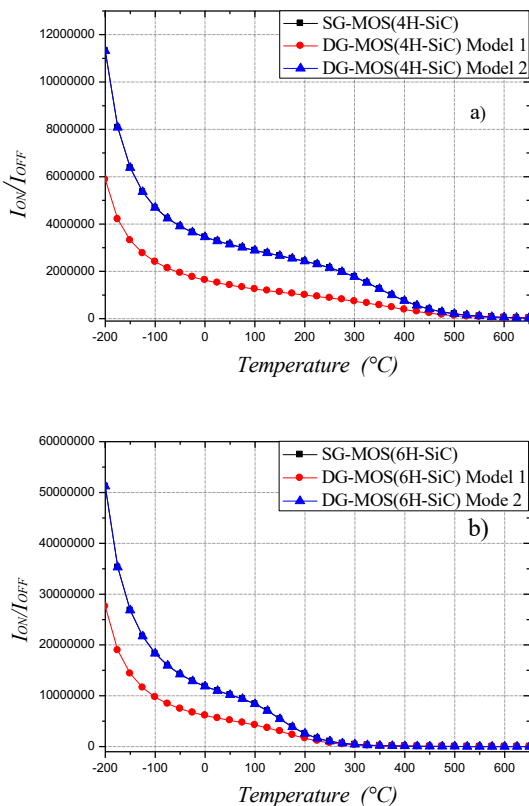 SG-MOS(4H-SiC)
DG-MOS(4H-SiC) Model 1
DG-MOS(4H-SiC) Model 2
a)
12000000
10000000
8000000
6000000
4000000
2000000
0
ION/IOFF
-200 -100 0 100 200 300 400 500 600
Temperature (°C)
SG-MOS(6H-SiC)
DG-MOS(6H-SiC) Model 1
DG-MOS(6H-SiC) Mode 2
b)
60000000
50000000
40000000
30000000
20000000
10000000
0
ION/IOFF
-200 -100 0 100 200 300 400 500 600
Temperature (°C)